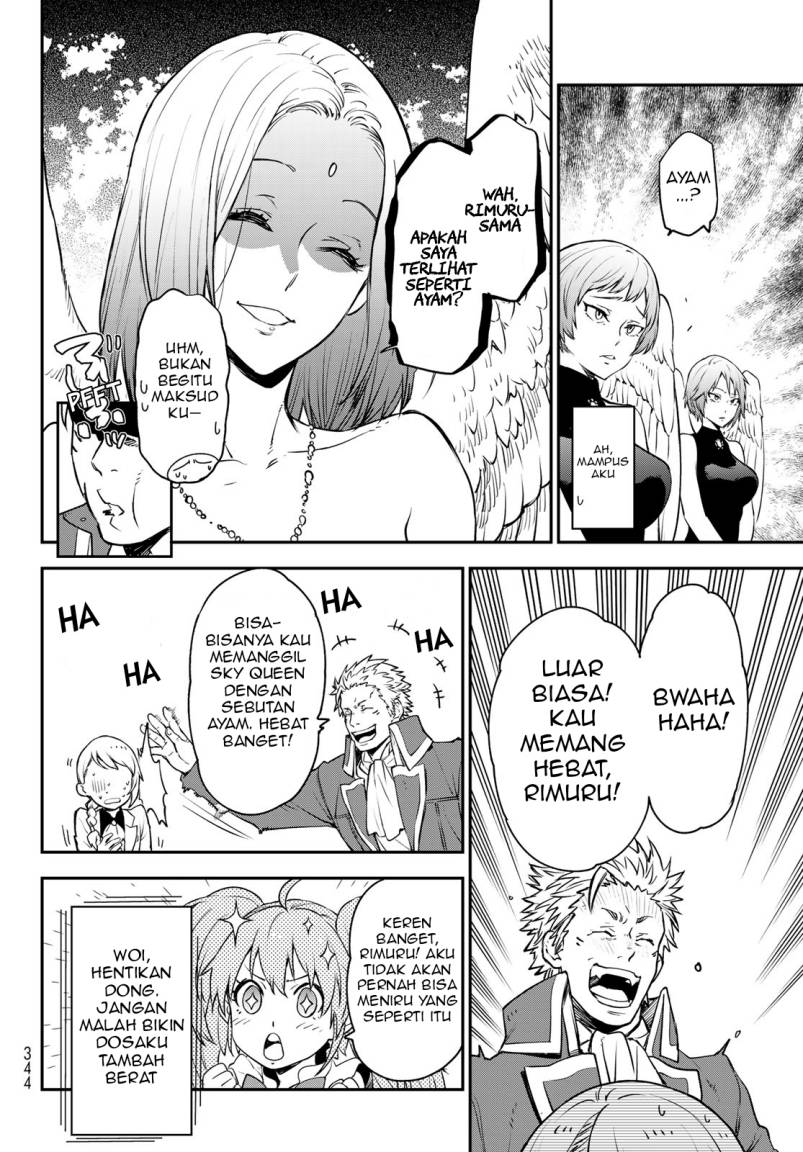 AYAM
....?
AH,
MAMPUS
AKU
WAH,
RIMURU-
SAMA
APAKAH
SAYA
TERLIHAT
SEPERTI
AYAM?
UHM,
BUKAN
BEGITU
MAKSUD
KU—
PFFT
BWAHA
HAHA!
LUAR
BIASA!
KAU
MEMANG
HEBAT,
RIMURU!
HA
HA
BISA-
BISANYA KAU
MEMANGGIL
SKY QUEEN
DENGAN
SEBUTAN
AYAM. HEBAT
BANGET!
HA
HA
KEREN
BANGET,
RIMURU! AKU
TIDAK AKAN
PERNAH BISA
MENIRU YANG
SEPERTI ITU
WOI,
HENTIKAN
DONG.
JANGAN
MALAH BIKIN
DOSAKU
TAMBAH
BERAT
344